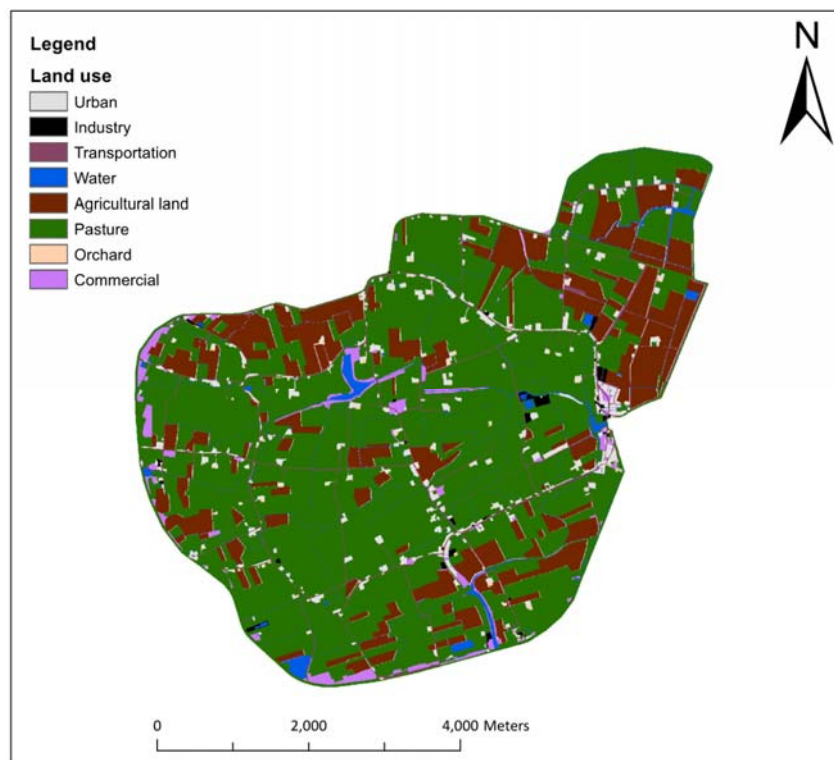 Legend
Land use
Urban
Industry
Transportation
Water
Agricultural land
Pasture
Orchard
Commercial
N
0 2,000 4,000 Meters